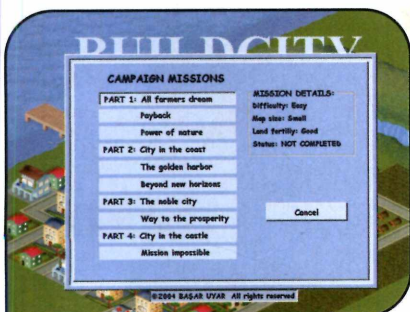 BUILDCITY
CAMPAIGN MISSIONS
PART 1: All farmers dream
Payback
Power of nature
PART 2: City in the coast
The golden harbor
Beyond new horizons
PART 3: The noble city
Way to the prosperity
PART 4: City in the castle
Mission impossible
MISSION DETAILS:
Difficulty: Easy
Map size: Small
Land fertiliy: Good
Status: NOT COMPLETED
Cancel
©2004 BAŞAR UYAR All rights reserved